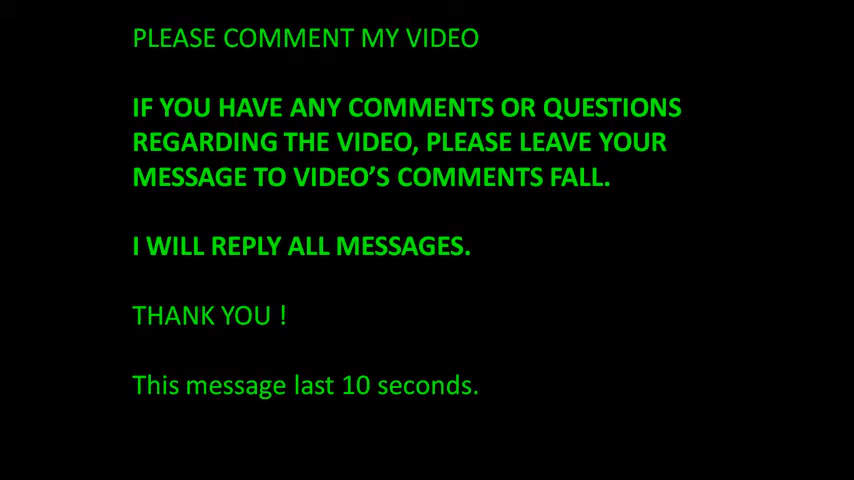 PLEASE COMMENT MY VIDEO
IF YOU HAVE ANY COMMENTS OR QUESTIONS
REGARDING THE VIDEO, PLEASE LEAVE YOUR
MESSAGE TO VIDEO’S COMMENTS FALL.
I WILL REPLY ALL MESSAGES.
THANK YOU !
This message last 10 seconds.